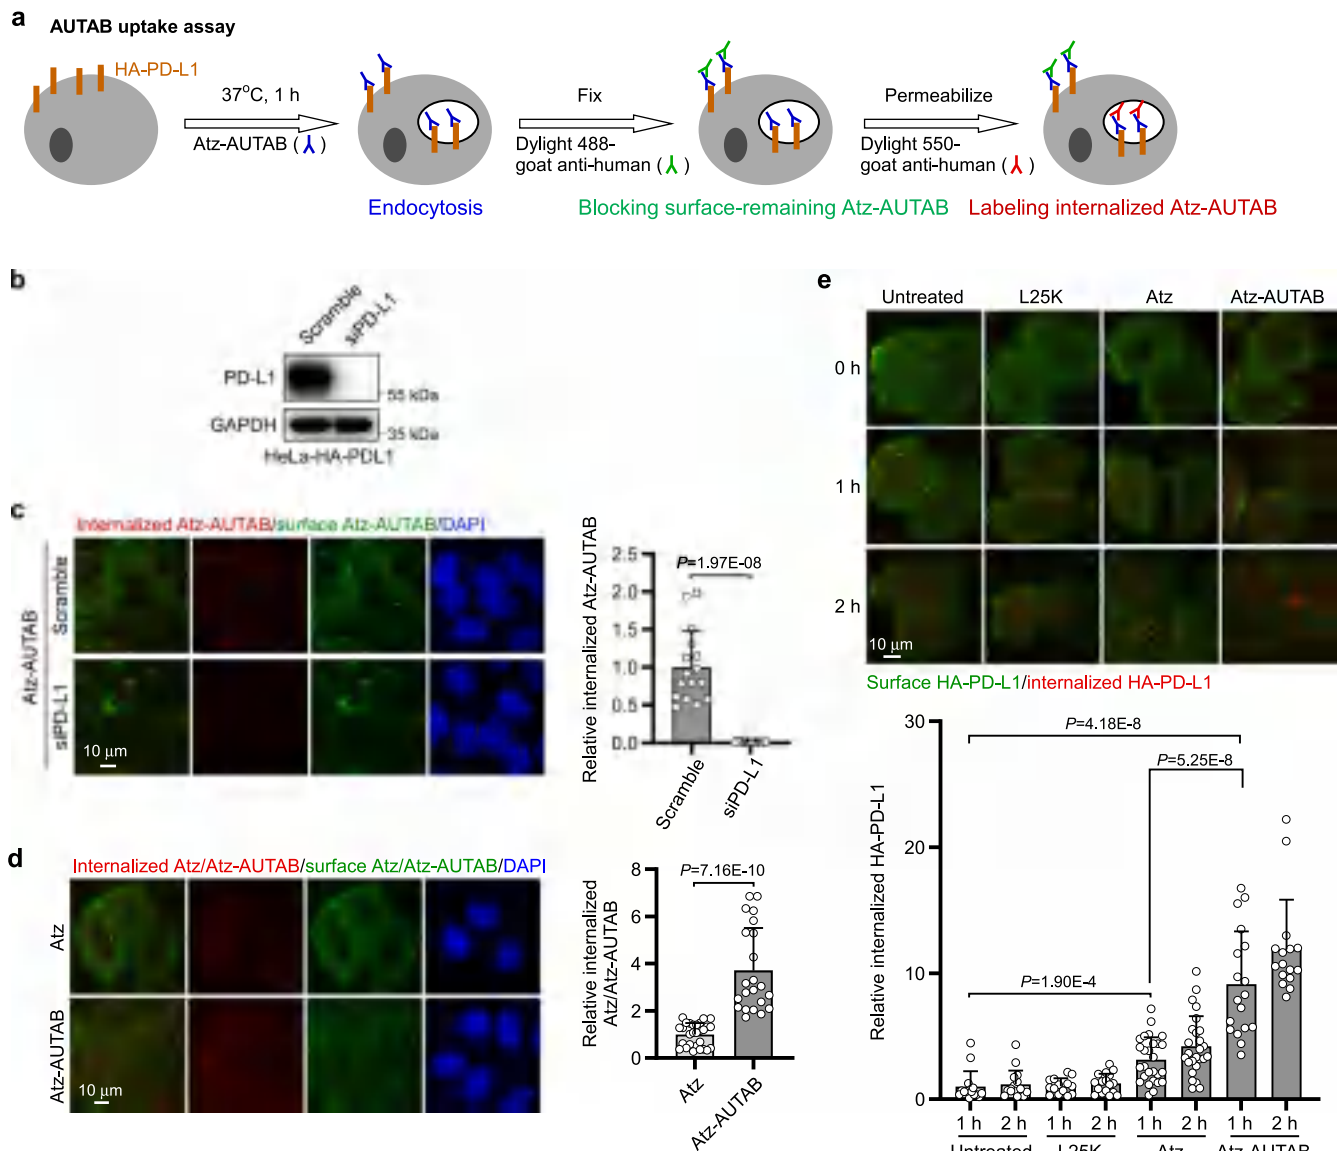 a
AUTAB uptake assay
HA-PD-L1
37°C, 1 h
Atz-AUTAB ( )
Endocytosis
Fix
Dylight 488-
goat anti-human ( )
Blocking surface-remaining Atz-AUTAB
Permeabilize
Dylight 550-
goat anti-human ( )
Labeling internalized Atz-AUTAB
b
Scramble
siPD-L1
PD-L1
55 kDa
GAPDH
35 kDa
HeLa-HA-PDL1
c
Internalized Atz-AUTAB/surface Atz-AUTAB/DAPI
Atz-AUTAB
Scramble
siPD-L1
10 μm
Relative internalized Atz-AUTAB
2.5
2.0
1.5
1.0
0.5
0.0
P=1.97E-08
Scramble
siPD-L1
d
Internalized Atz/Atz-AUTAB/surface Atz/Atz-AUTAB/DAPI
Atz
Atz-AUTAB
10 μm
Relative internalized
Atz/Atz-AUTAB
8
6
4
2
0
P=7.16E-10
Atz
Atz-AUTAB
e
Untreated L25K Atz Atz-AUTAB
0 h
1 h
2 h
10 μm
Surface HA-PD-L1/internalized HA-PD-L1
Relative internalized HA-PD-L1
30
20
10
0
P=4.18E-8
P=5.25E-8
P=1.90E-4
1 h 2 h 1 h 2 h 1 h 2 h 1 h 2 h
Untreated L25K Atz Atz-AUTAB